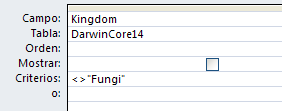 Campo: Kingdom
Tabla: DarwinCore14
Orden:
Mostrar:
Criterios: <>"Fungi"
o: